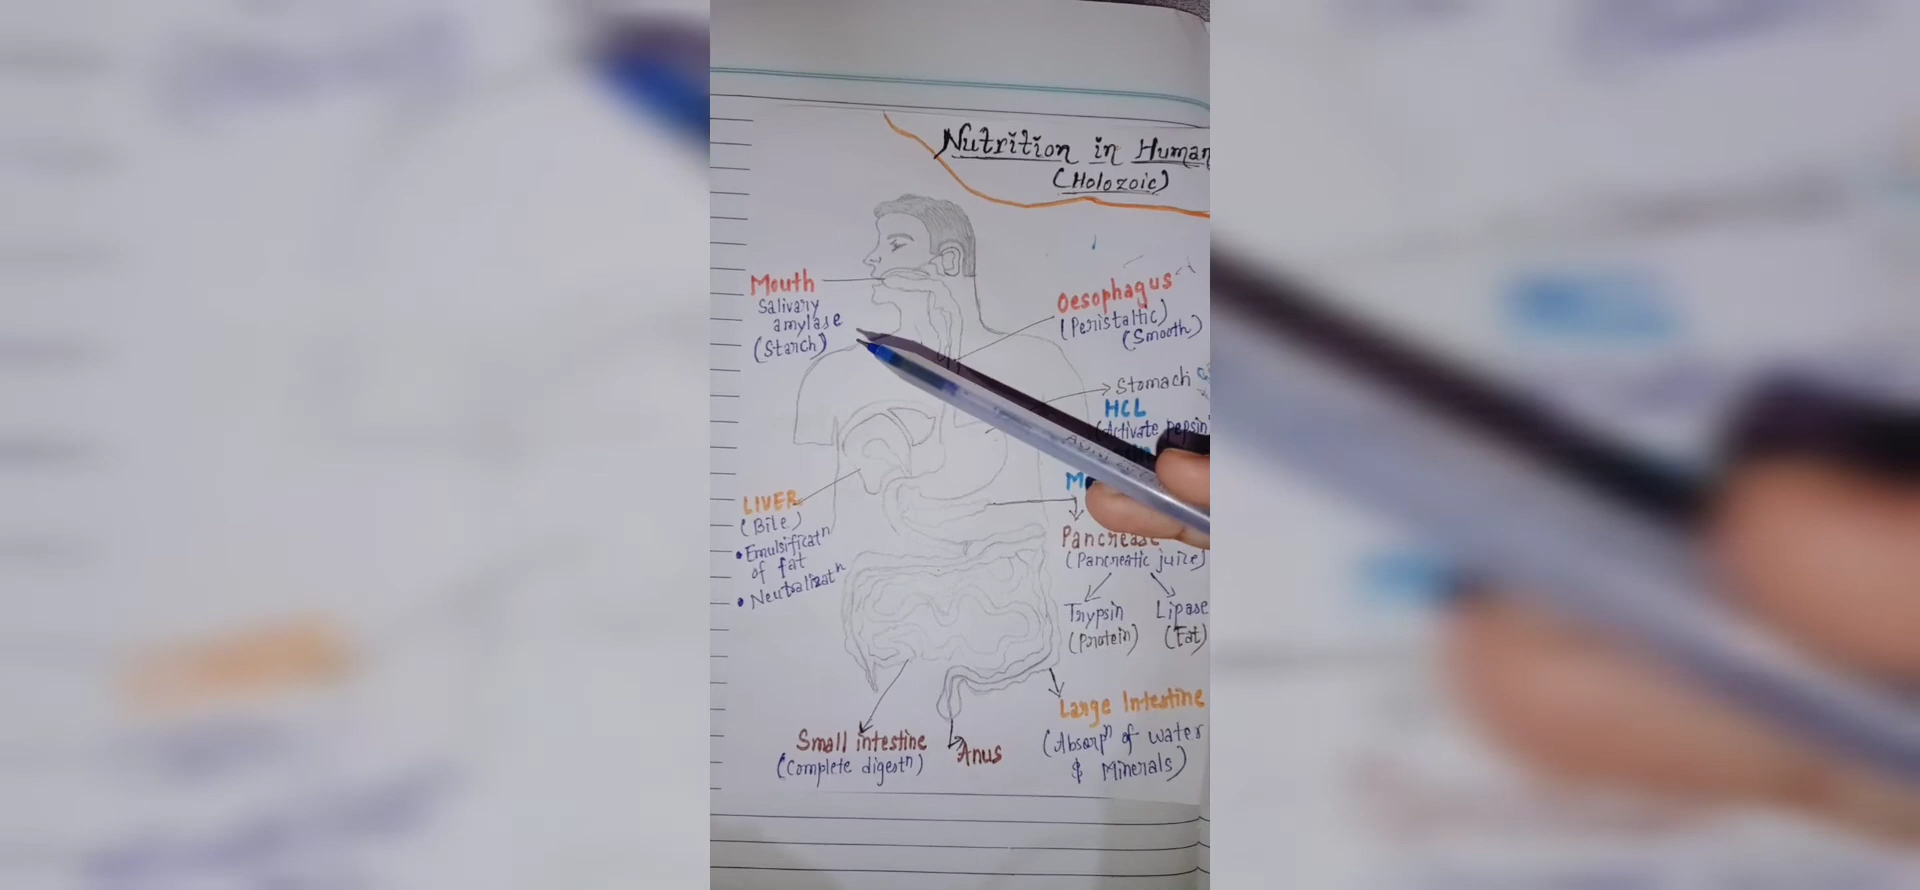 Nutrition in Human
(Holozoic)
Mouth
Salivary
amylase
(Starch)
Oesophagus
(Peristaltic)
(Smooth)
Stomach
HCL
(Activate pepsin
LIVER
(Bile)
• Emulsificatⁿ
of fat
• Neutralizatⁿ
Pancrease
(Pancreatic juice)
Trypsin
(Protein)
Lipase
(Fat)
Large Intestine
(Absorpⁿ of water
& Minerals)
Small intestine
(Complete digestⁿ)
Anus